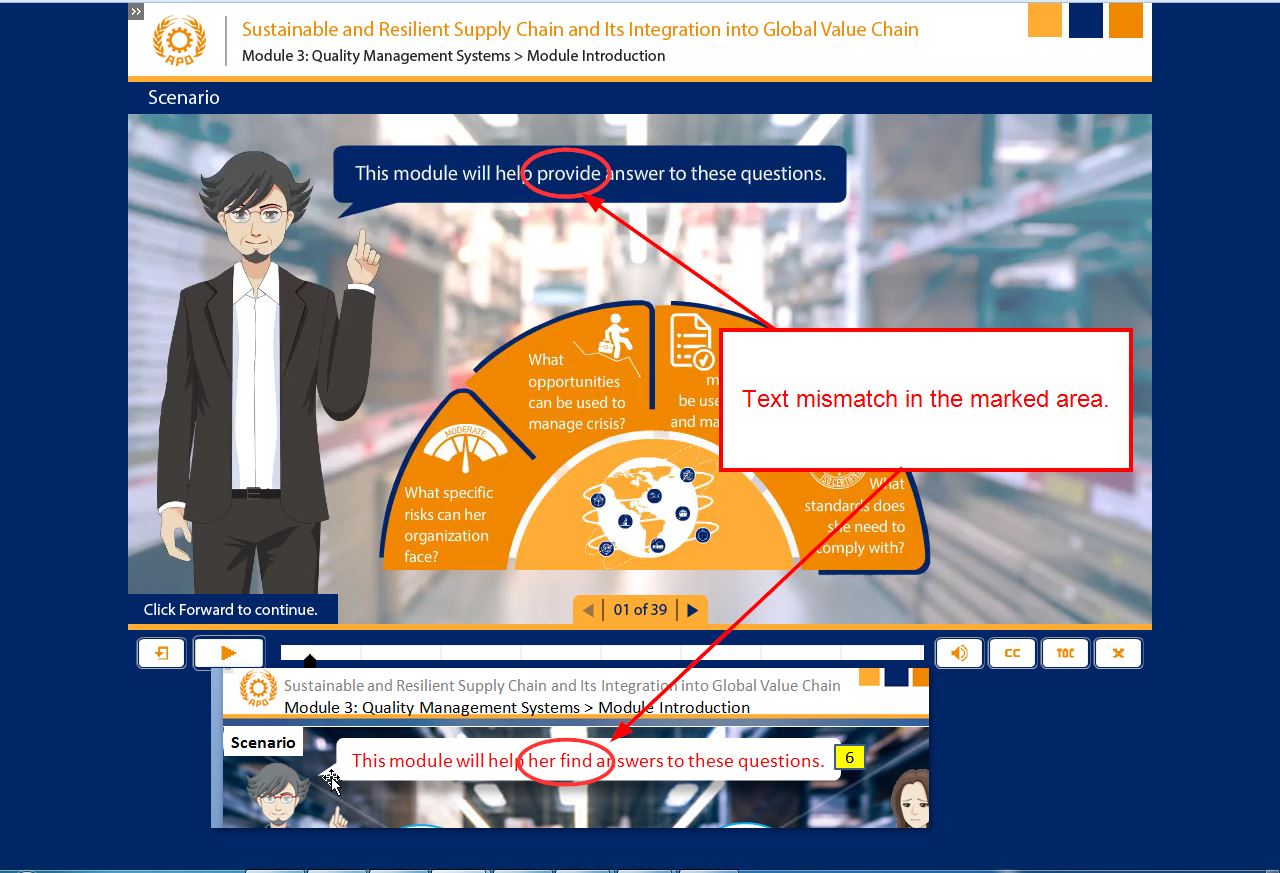 »
APO
Sustainable and Resilient Supply Chain and Its Integration into Global Value Chain
Module 3: Quality Management Systems > Module Introduction
Scenario
This module will help provide answer to these questions.
What
opportunities
can be used to
manage crisis?
m
be use
and ma
Text mismatch in the marked area.
MODERATE
What specific
risks can her
organization
face?
What
standards does
she need to
comply with?
Click Forward to continue.
01 of 39
CC
TOC
APO
Sustainable and Resilient Supply Chain and Its Integration into Global Value Chain
Module 3: Quality Management Systems > Module Introduction
Scenario
This module will help her find answers to these questions.
6